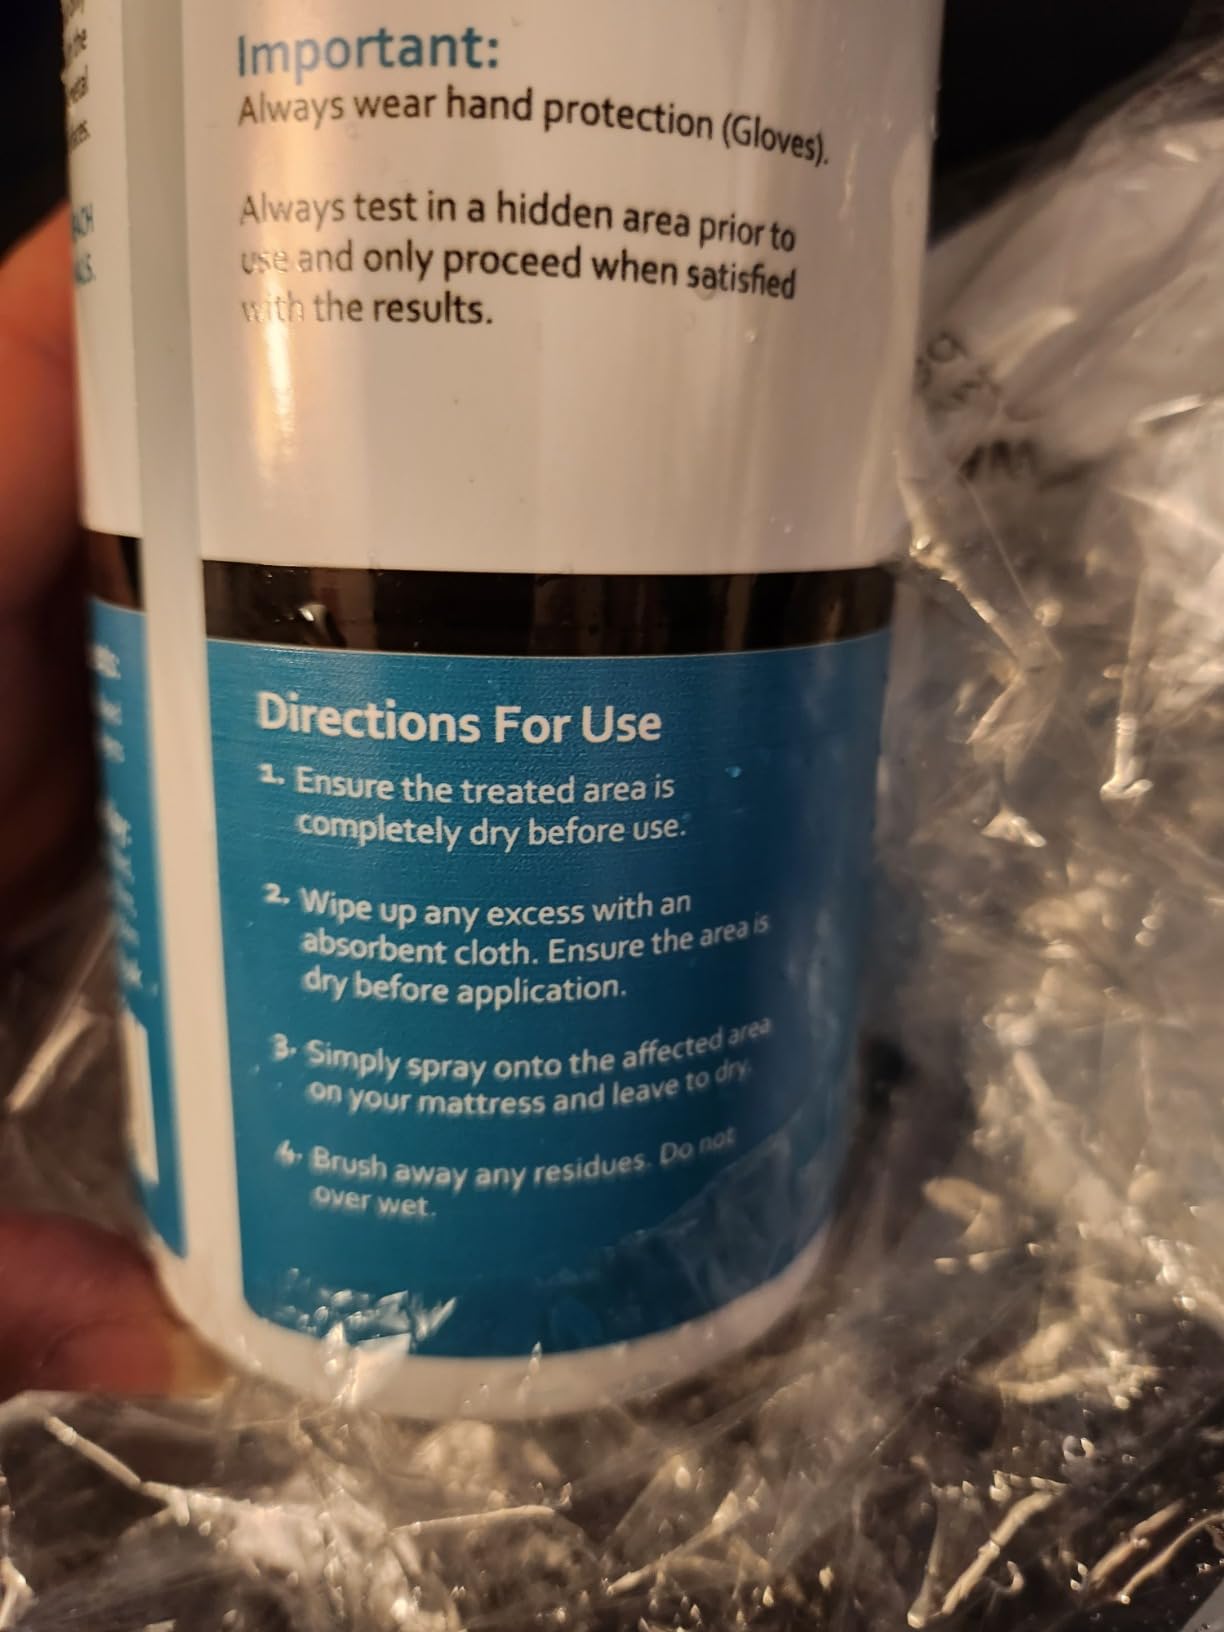 Important:
Always wear hand protection (Gloves).
Always test in a hidden area prior to
use and only proceed when satisfied
with the results.
Directions For Use
1. Ensure the treated area is
completely dry before use.
2. Wipe up any excess with an
absorbent cloth. Ensure the area is
dry before application.
3. Simply spray onto the affected area
on your mattress and leave to dry.
4. Brush away any residues. Do not
over wet.